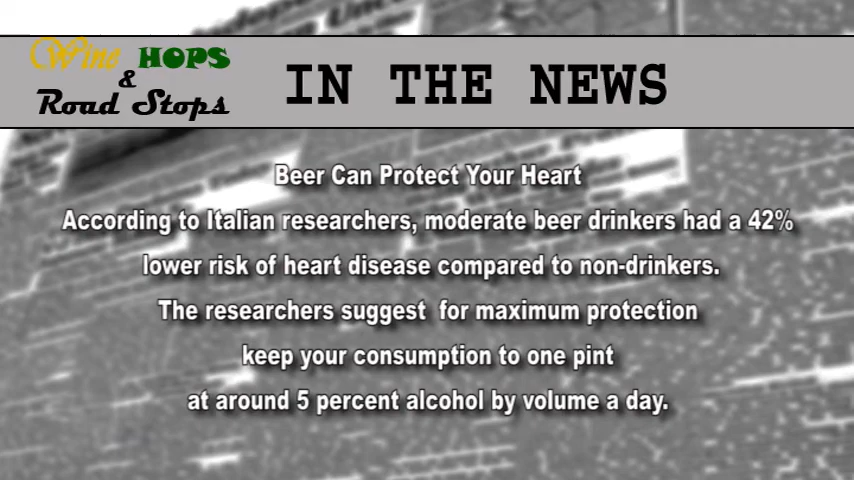 Wine HOPS
&
Road Stops
IN THE NEWS
Beer Can Protect Your Heart
According to Italian researchers, moderate beer drinkers had a 42%
lower risk of heart disease compared to non-drinkers.
The researchers suggest  for maximum protection
keep your consumption to one pint
at around 5 percent alcohol by volume a day.